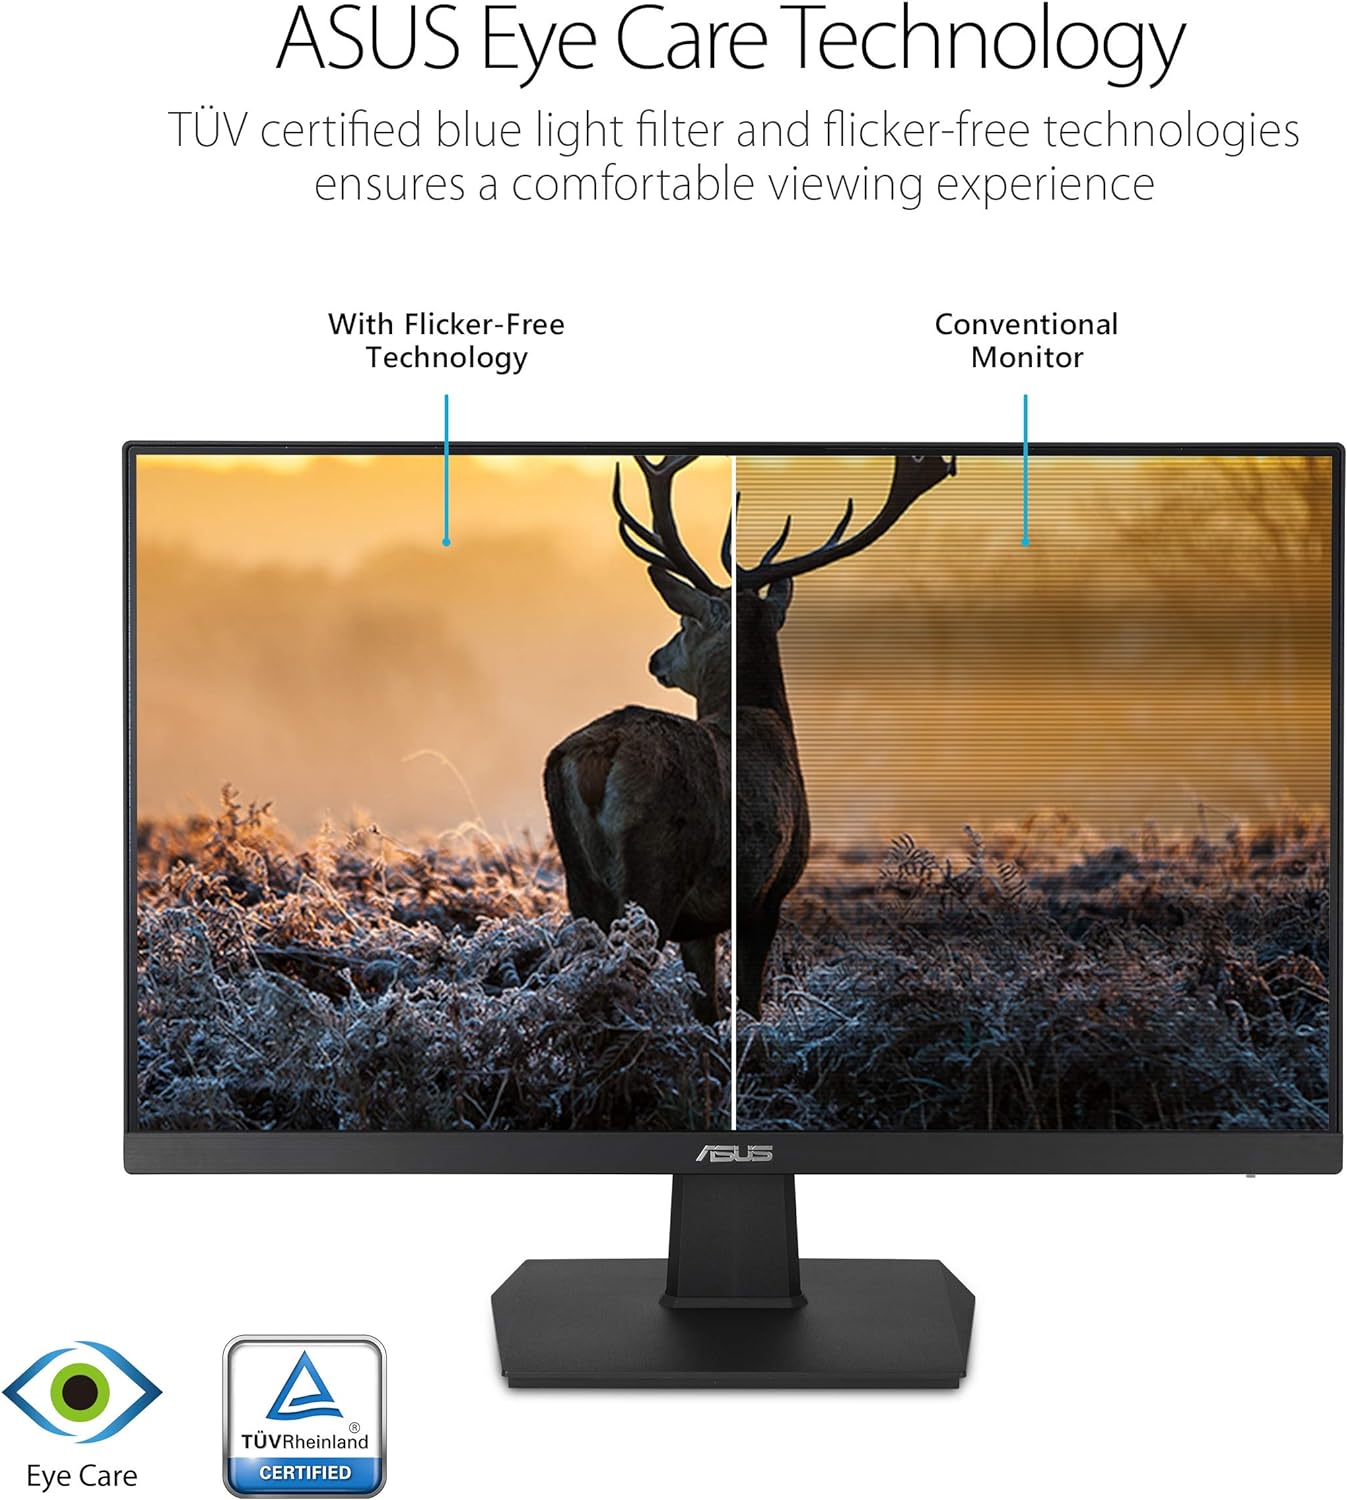 ASUS Eye Care Technology
TÜV certified blue light filter and flicker-free technologies
ensures a comfortable viewing experience
With Flicker-Free
Technology
Conventional
Monitor
ASUS
Eye Care
®
TÜVRheinland
CERTIFIED